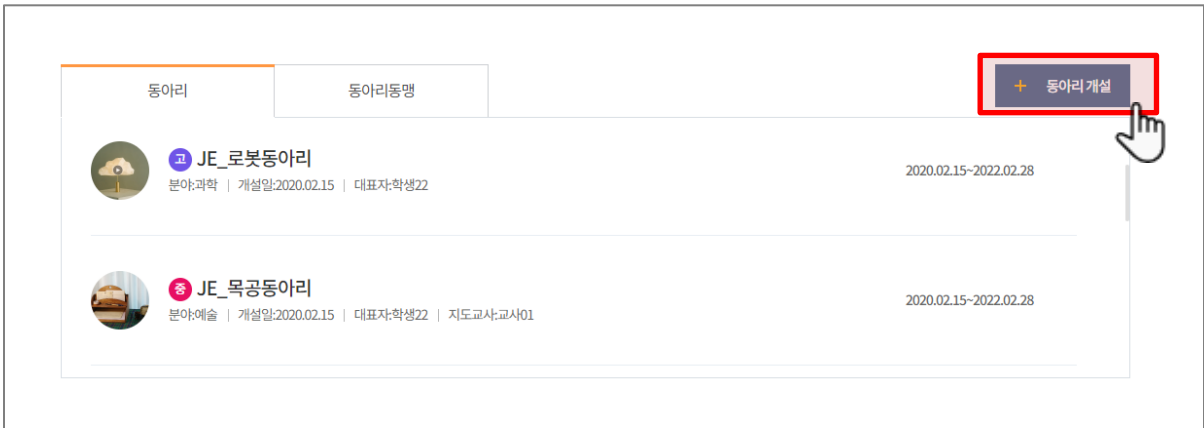 동아리
동아리동맹
+ 동아리 개설
고 JE_로봇동아리
분야:과학 | 개설일:2020.02.15 | 대표자:학생22
2020.02.15~2022.02.28
중 JE_목공동아리
분야:예술 | 개설일:2020.02.15 | 대표자:학생22 | 지도교사:교사01
2020.02.15~2022.02.28